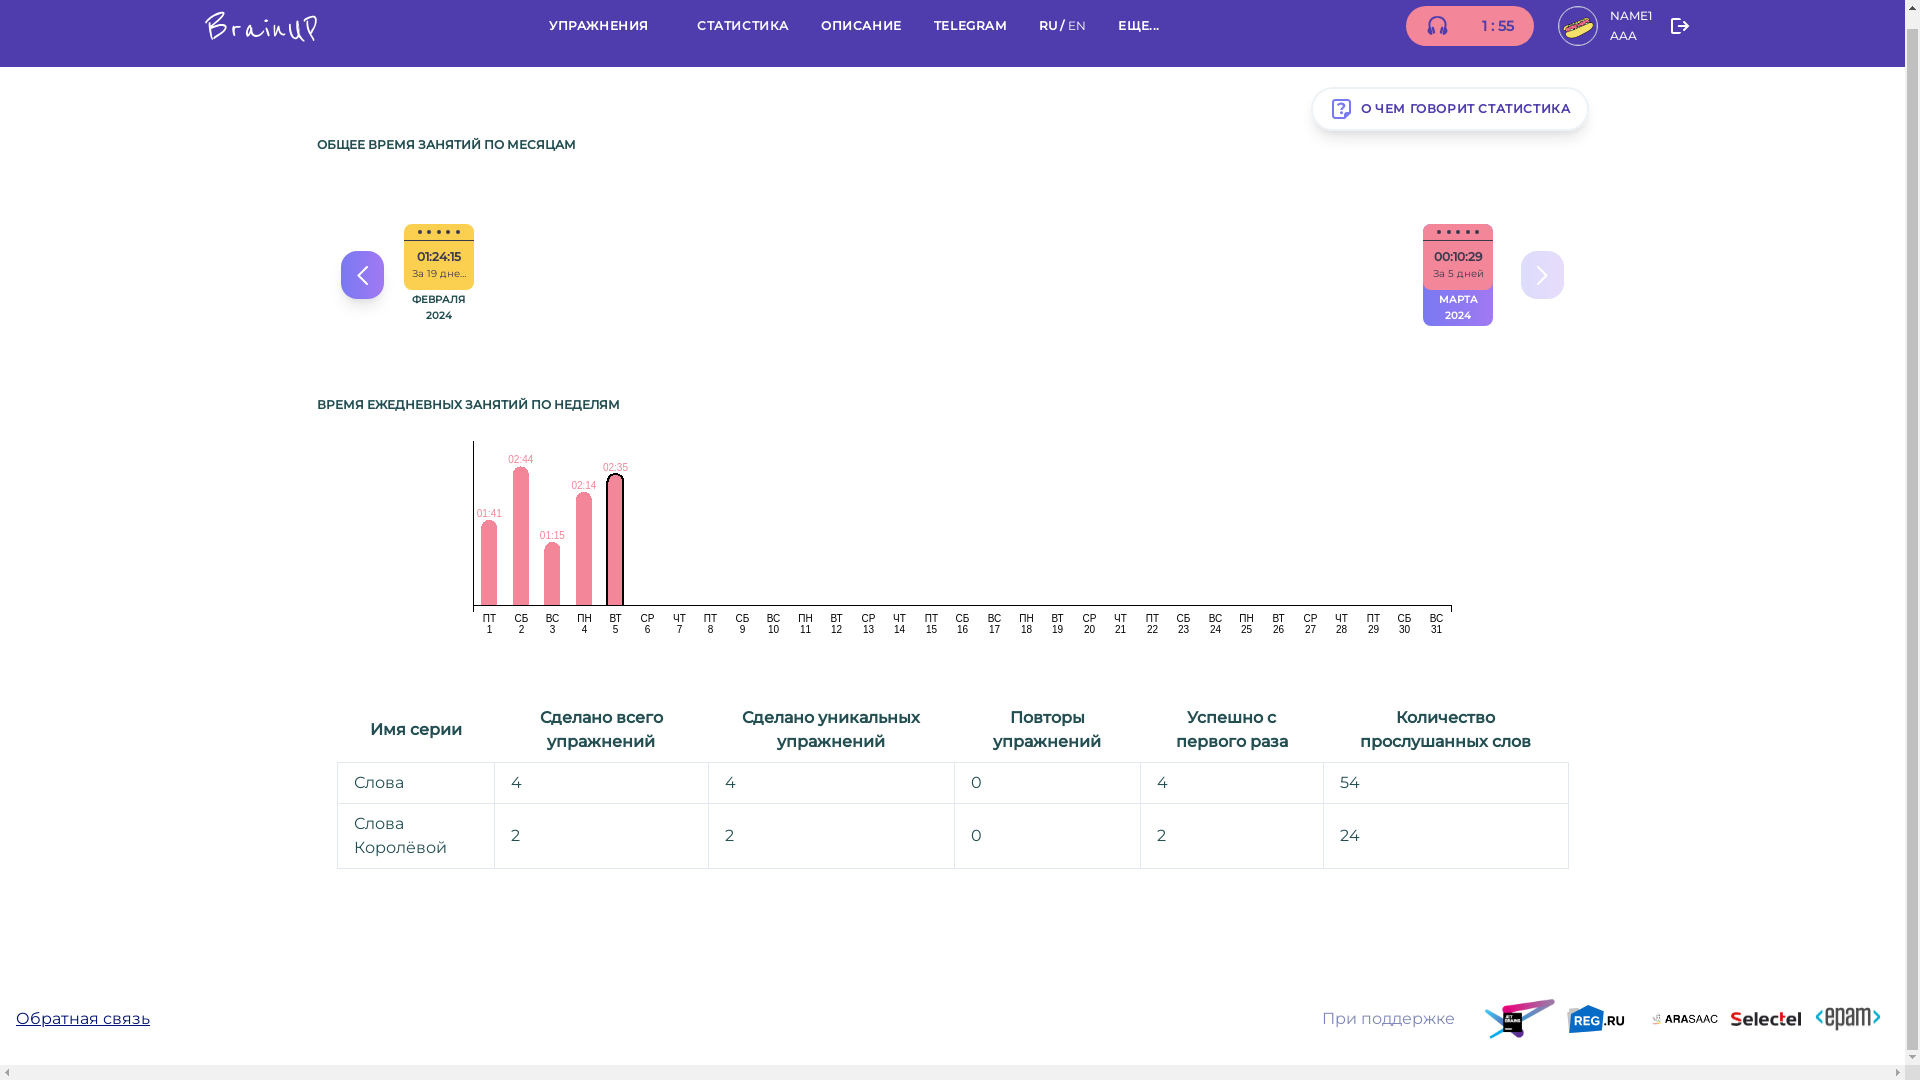 BrainUP
УПРАЖНЕНИЯ СТАТИСТИКА ОПИСАНИЕ TELEGRAM RU / EN ЕЩЕ...
1 : 55
NAME1
AAA
О ЧЕМ ГОВОРИТ СТАТИСТИКА
ОБЩЕЕ ВРЕМЯ ЗАНЯТИЙ ПО МЕСЯЦАМ
01:24:15
За 19 дне...
ФЕВРАЛЯ
2024
00:10:29
За 5 дней
МАРТА
2024
ВРЕМЯ ЕЖЕДНЕВНЫХ ЗАНЯТИЙ ПО НЕДЕЛЯМ
01:41 02:44 01:15 02:14 02:35
ПТ СБ ВС ПН ВТ СР ЧТ ПТ СБ ВС ПН ВТ СР ЧТ ПТ СБ ВС ПН ВТ СР ЧТ ПТ СБ ВС ПН ВТ СР ЧТ ПТ СБ ВС
1 2 3 4 5 6 7 8 9 10 11 12 13 14 15 16 17 18 19 20 21 22 23 24 25 26 27 28 29 30 31
Имя серии
Сделано всего
упражнений
Сделано уникальных
упражнений
Повторы
упражнений
Успешно с
первого раза
Количество
прослушанных слов
Слова 4 4 0 4 54
Слова
Королёвой
2 2 0 2 24
Обратная связь
При поддержке
JET
BRAINS
REG.RU
ARASAAC
Selectel
<epam>